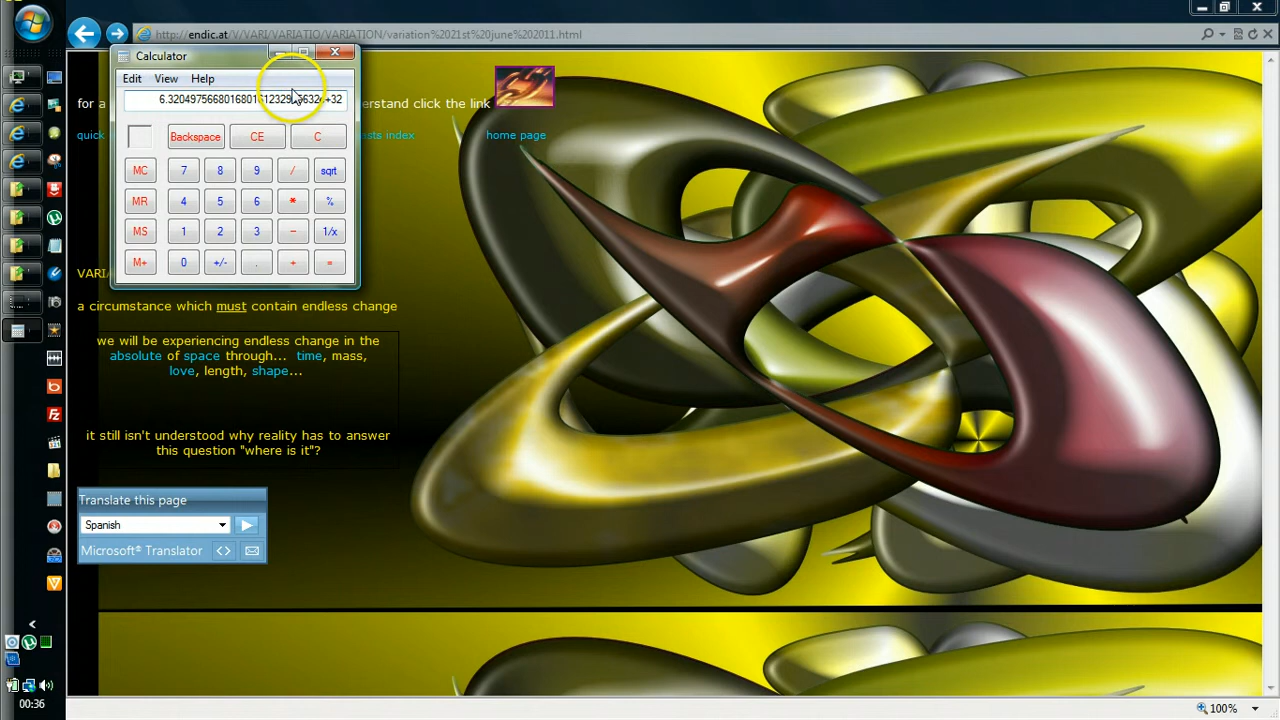 http://endic.at/V/VARI/VARIATIO/VARIATION/variation%2021st%20june%202011.html
Calculator
Edit View Help
for a
erstand click the link
quick
ests index
home page
Backspace CE C
MC 7 8 9 / sqrt
MR 4 5 6 * %
MS 1 2 3 - 1/x
M+ 0 +/- . + =
VARI
a circumstance which must contain endless change
we will be experiencing endless change in the
absolute of space through... time, mass,
love, length, shape...
it still isn't understood why reality has to answer
this question "where is it"?
Translate this page
Spanish
Microsoft® Translator
00:36
100%